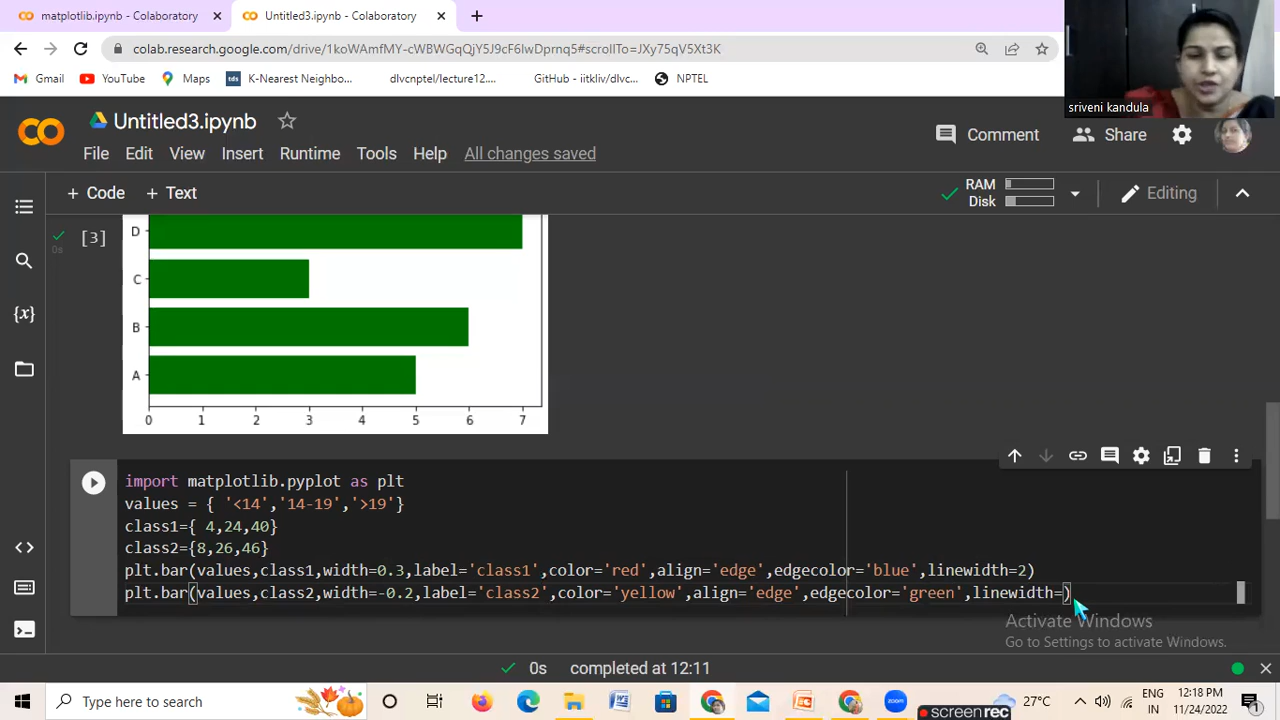 matplotlib.ipynb - Colaboratory
Untitled3.ipynb - Colaboratory
colab.research.google.com/drive/1koWAmfMY-cWBWGqQjY5J9cF6IwDprnq5#scrollTo=JXy75qV5Xt3K
Gmail
YouTube
Maps
tds
K-Nearest Neighbo...
dlvcnptel/lecture12....
GitHub - iitkliv/dlvc...
NPTEL
sriveni kandula
Untitled3.ipynb
Comment
Share
File Edit View Insert Runtime Tools Help All changes saved
+ Code + Text
RAM
Disk
Editing
[3]
0s
D
C
B
A
0 1 2 3 4 5 6 7
import matplotlib.pyplot as plt
values = { '<14','14-19','>19'}
class1={ 4,24,40}
class2={8,26,46}
plt.bar(values,class1,width=0.3,label='class1',color='red',align='edge',edgecolor='blue',linewidth=2)
plt.bar(values,class2,width=-0.2,label='class2',color='yellow',align='edge',edgecolor='green',linewidth=)
Activate Windows
Go to Settings to activate Windows.
0s completed at 12:11
Type here to search
zoom
27°C
ENG
IN
12:18 PM
11/24/2022
screenrec